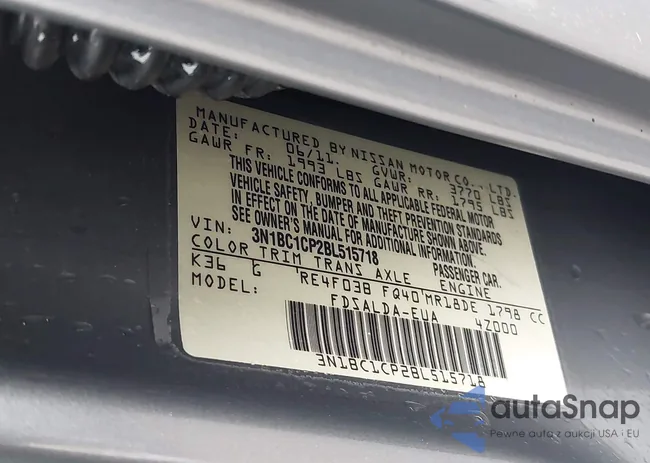 MANUFACTURED BY NISSAN MOTOR CO., LTD.
DATE: 06/11. GVWR: 3770 LBS
GAWR FR: 1993 LBS GAWR RR: 1795 LBS
THIS VEHICLE CONFORMS TO ALL APPLICABLE FEDERAL MOTOR
VEHICLE SAFETY, BUMPER AND THEFT PREVENTION STANDARDS
IN EFFECT ON THE DATE OF MANUFACTURE SHOWN ABOVE.
SEE OWNER'S MANUAL FOR ADDITIONAL INFORMATION.
VIN: 3N1BC1CP2BL515718 PASSENGER CAR.
COLOR TRIM TRANS AXLE ENGINE
K36 G RE4F03B FQ40 MR18DE 1798 CC
MODEL: FDSALDA-EUA 4Z000
3N1BC1CP2BL515718
autaSnap
Pewne auta z aukcji USA i EU